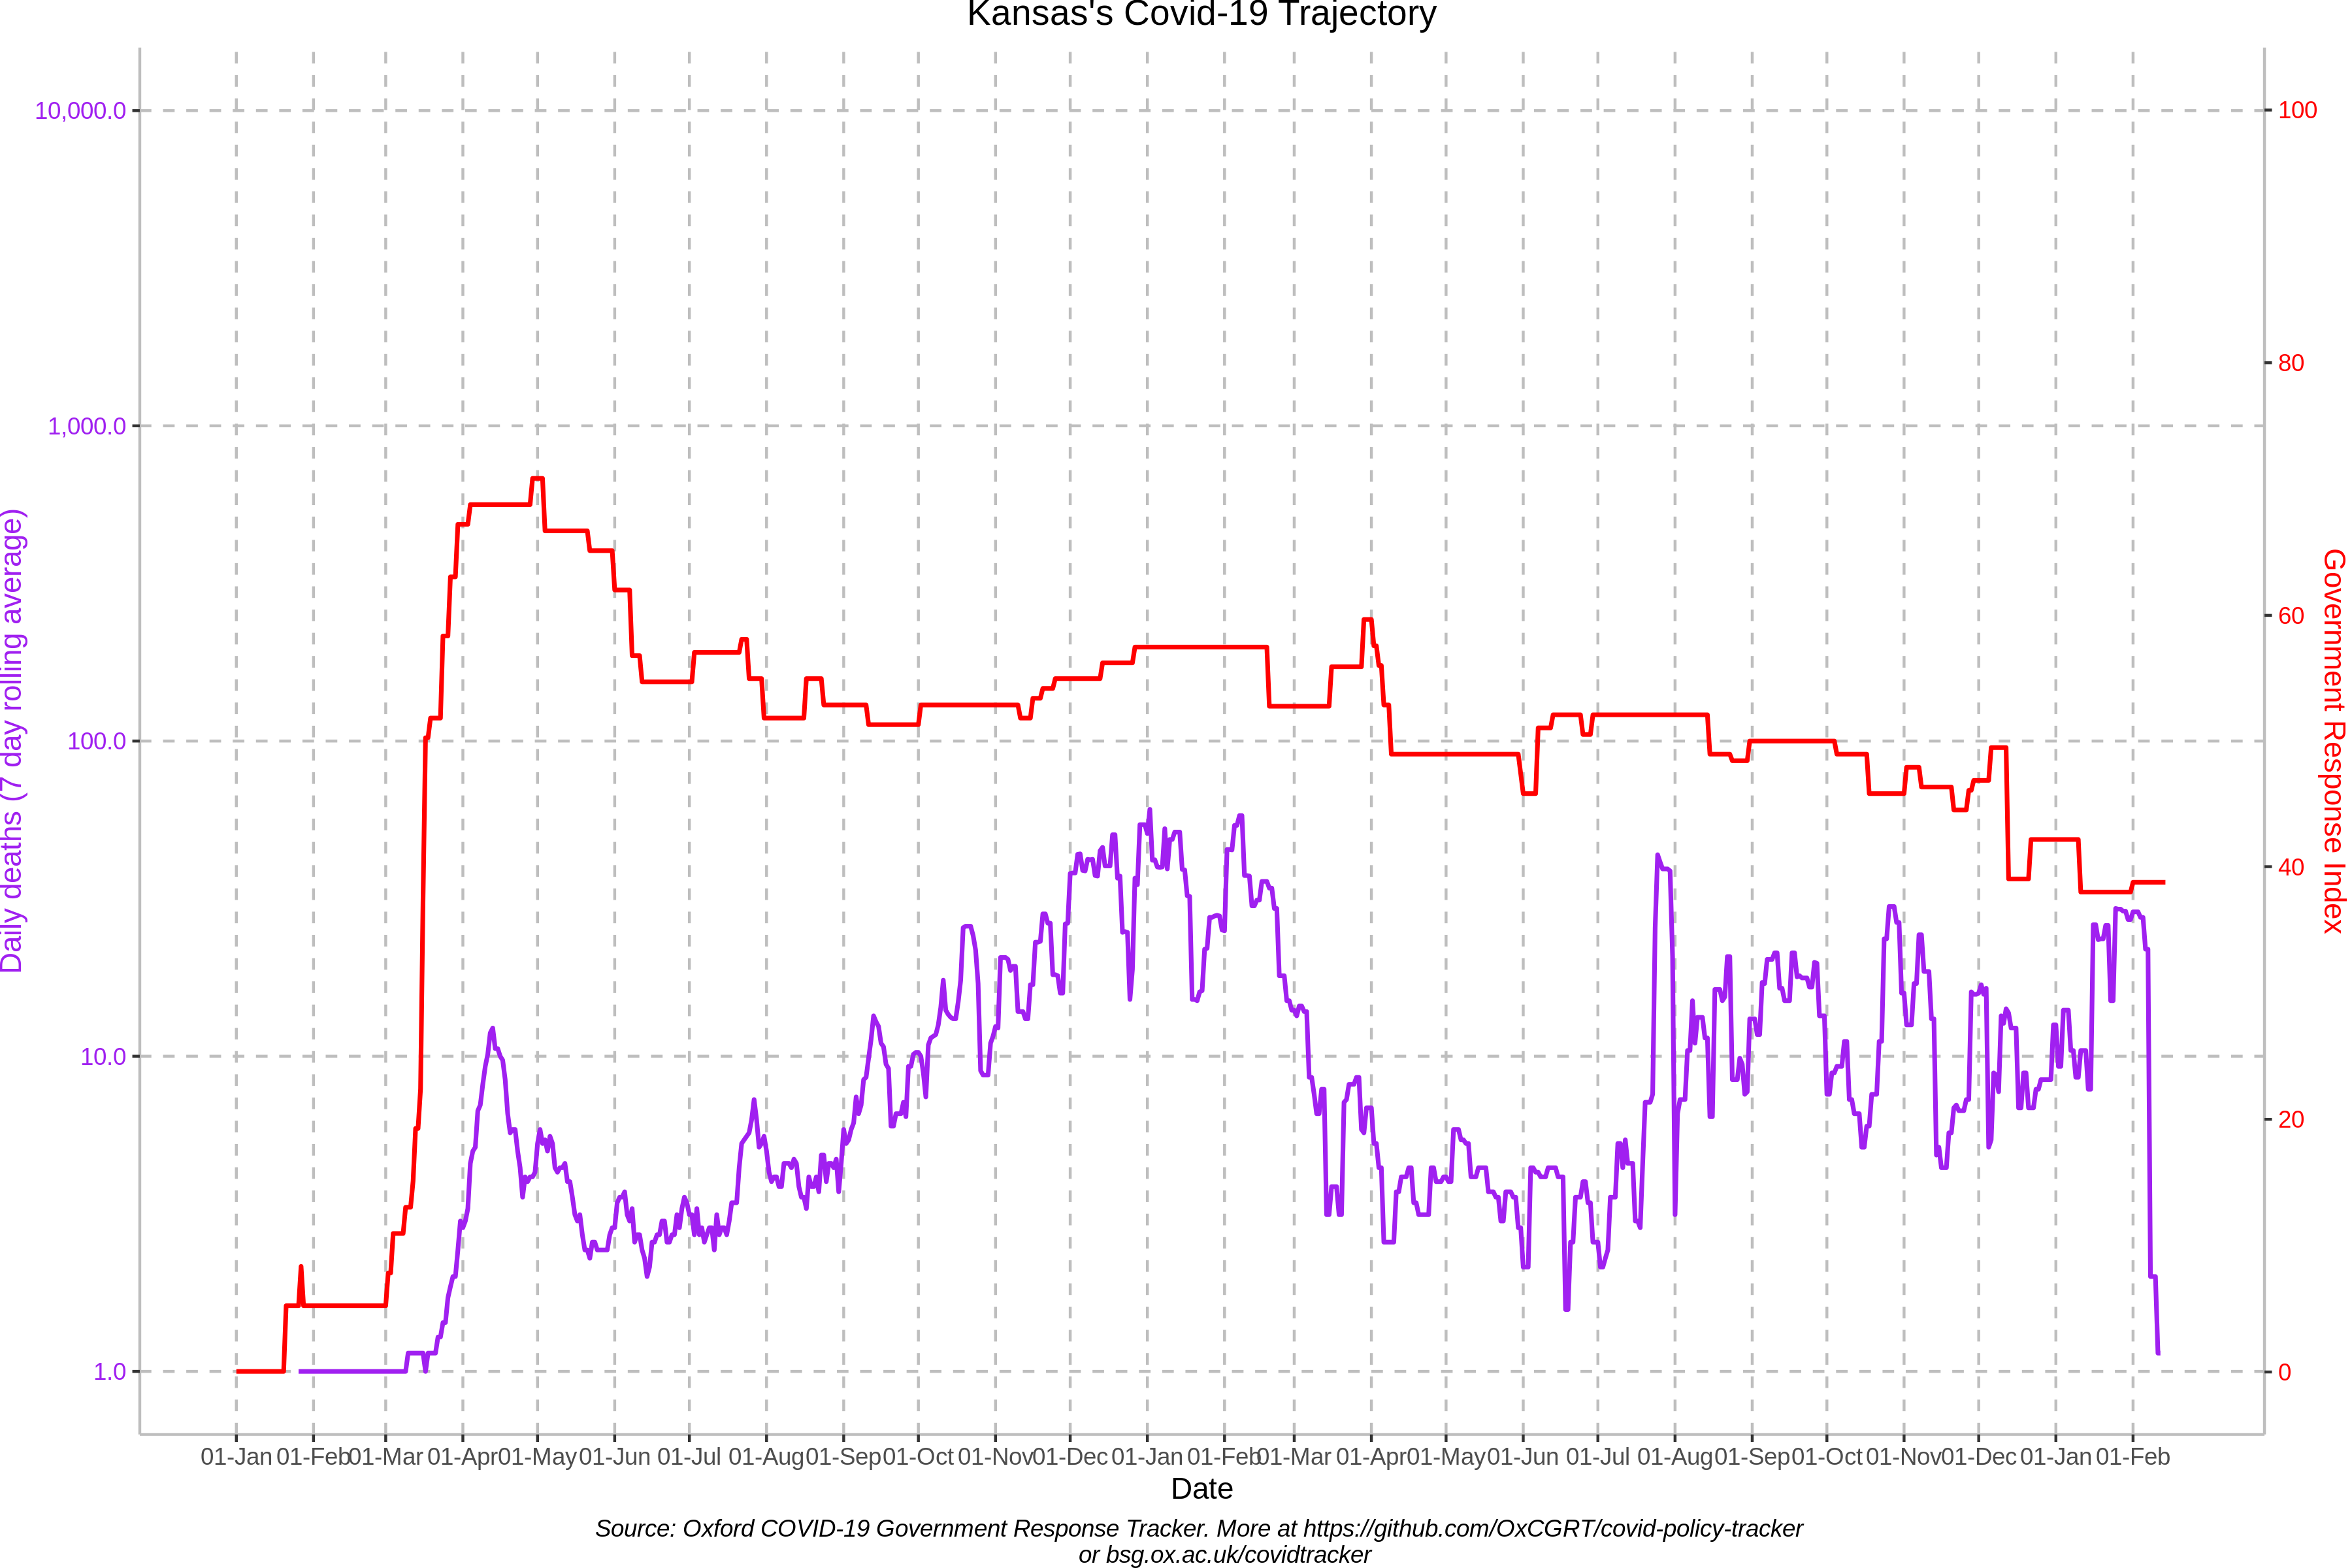 Kansas's Covid-19 Trajectory
10,000.0
1,000.0
100.0
10.0
1.0
Daily deaths (7 day rolling average)
100
80
60
40
20
0
Government Response Index
01-Jan 01-Feb 01-Mar 01-Apr 01-May 01-Jun 01-Jul 01-Aug 01-Sep 01-Oct 01-Nov 01-Dec 01-Jan 01-Feb 01-Mar 01-Apr 01-May 01-Jun 01-Jul 01-Aug 01-Sep 01-Oct 01-Nov 01-Dec 01-Jan 01-Feb
Date
Source: Oxford COVID-19 Government Response Tracker. More at https://github.com/OxCGRT/covid-policy-tracker
or bsg.ox.ac.uk/covidtracker